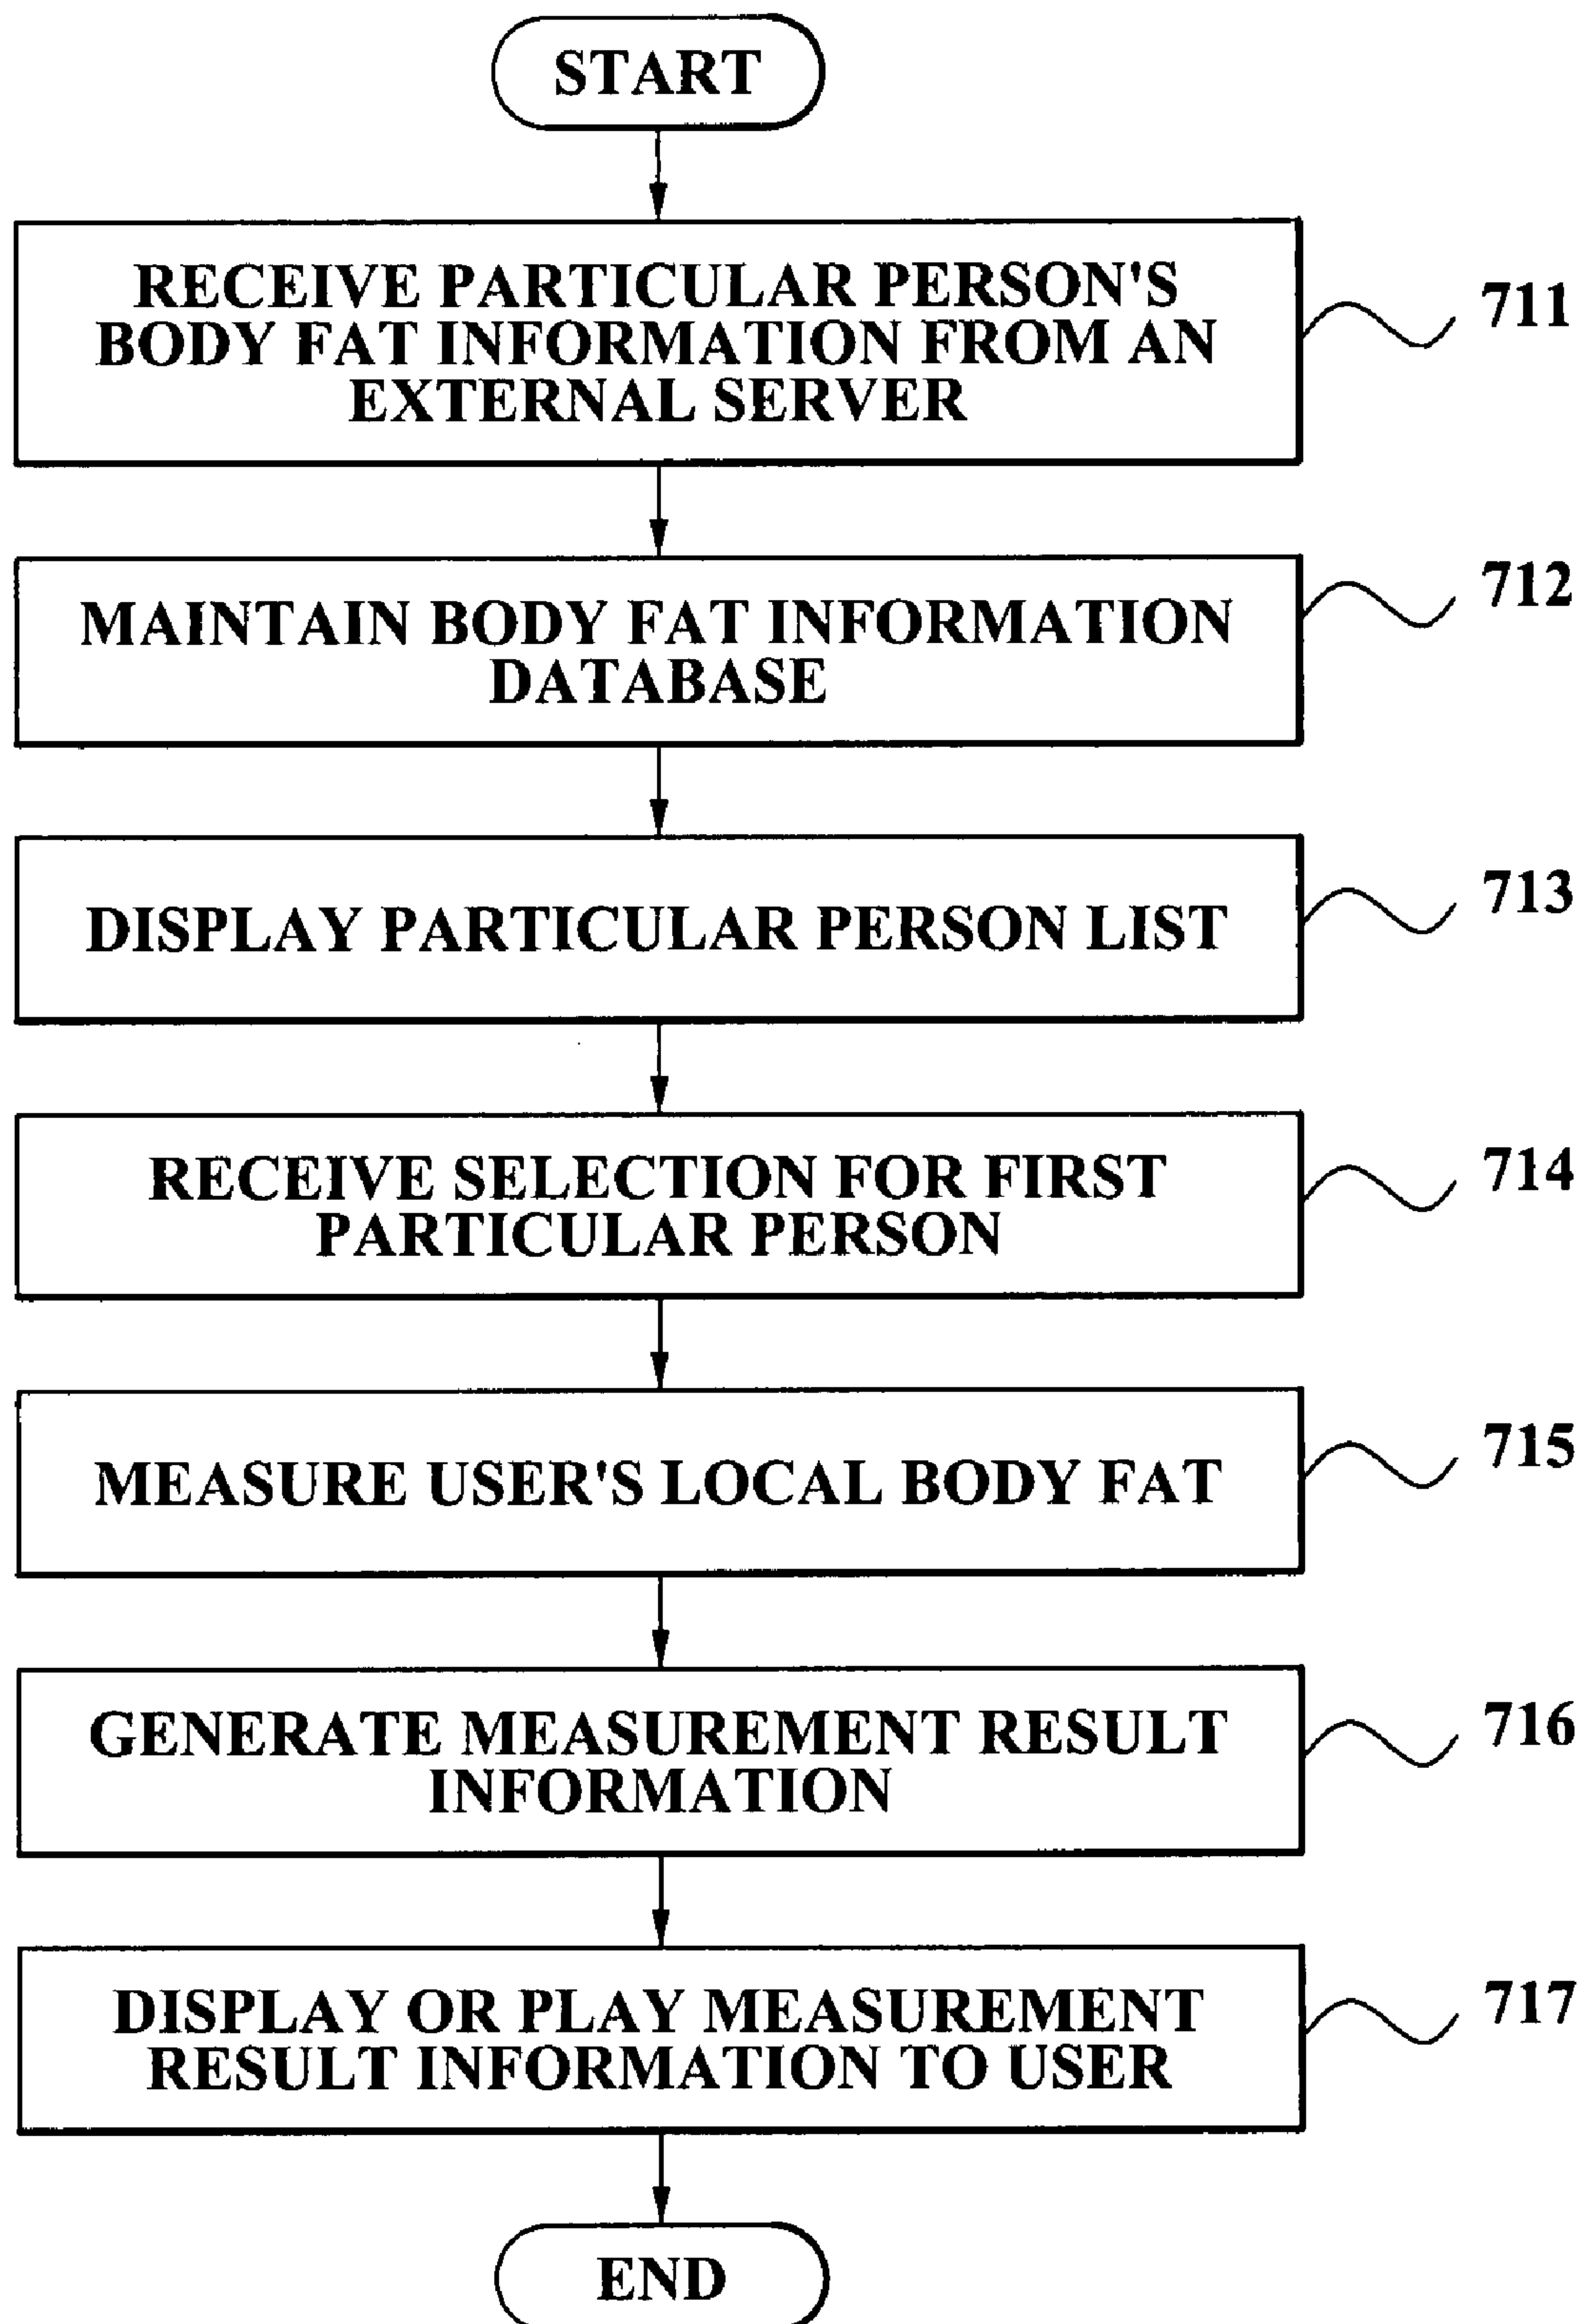 START
RECEIVE PARTICULAR PERSON'S
BODY FAT INFORMATION FROM AN
EXTERNAL SERVER
711
MAINTAIN BODY FAT INFORMATION
DATABASE
712
DISPLAY PARTICULAR PERSON LIST
713
RECEIVE SELECTION FOR FIRST
PARTICULAR PERSON
714
MEASURE USER'S LOCAL BODY FAT
715
GENERATE MEASUREMENT RESULT
INFORMATION
716
DISPLAY OR PLAY MEASUREMENT
RESULT INFORMATION TO USER
717
END